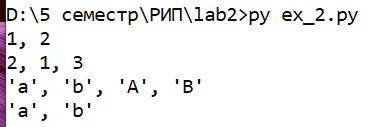 D:\5 семестр\РИП\lab2>py ex_2.py
1, 2
2, 1, 3
'a', 'b', 'A', 'B'
'a', 'b'